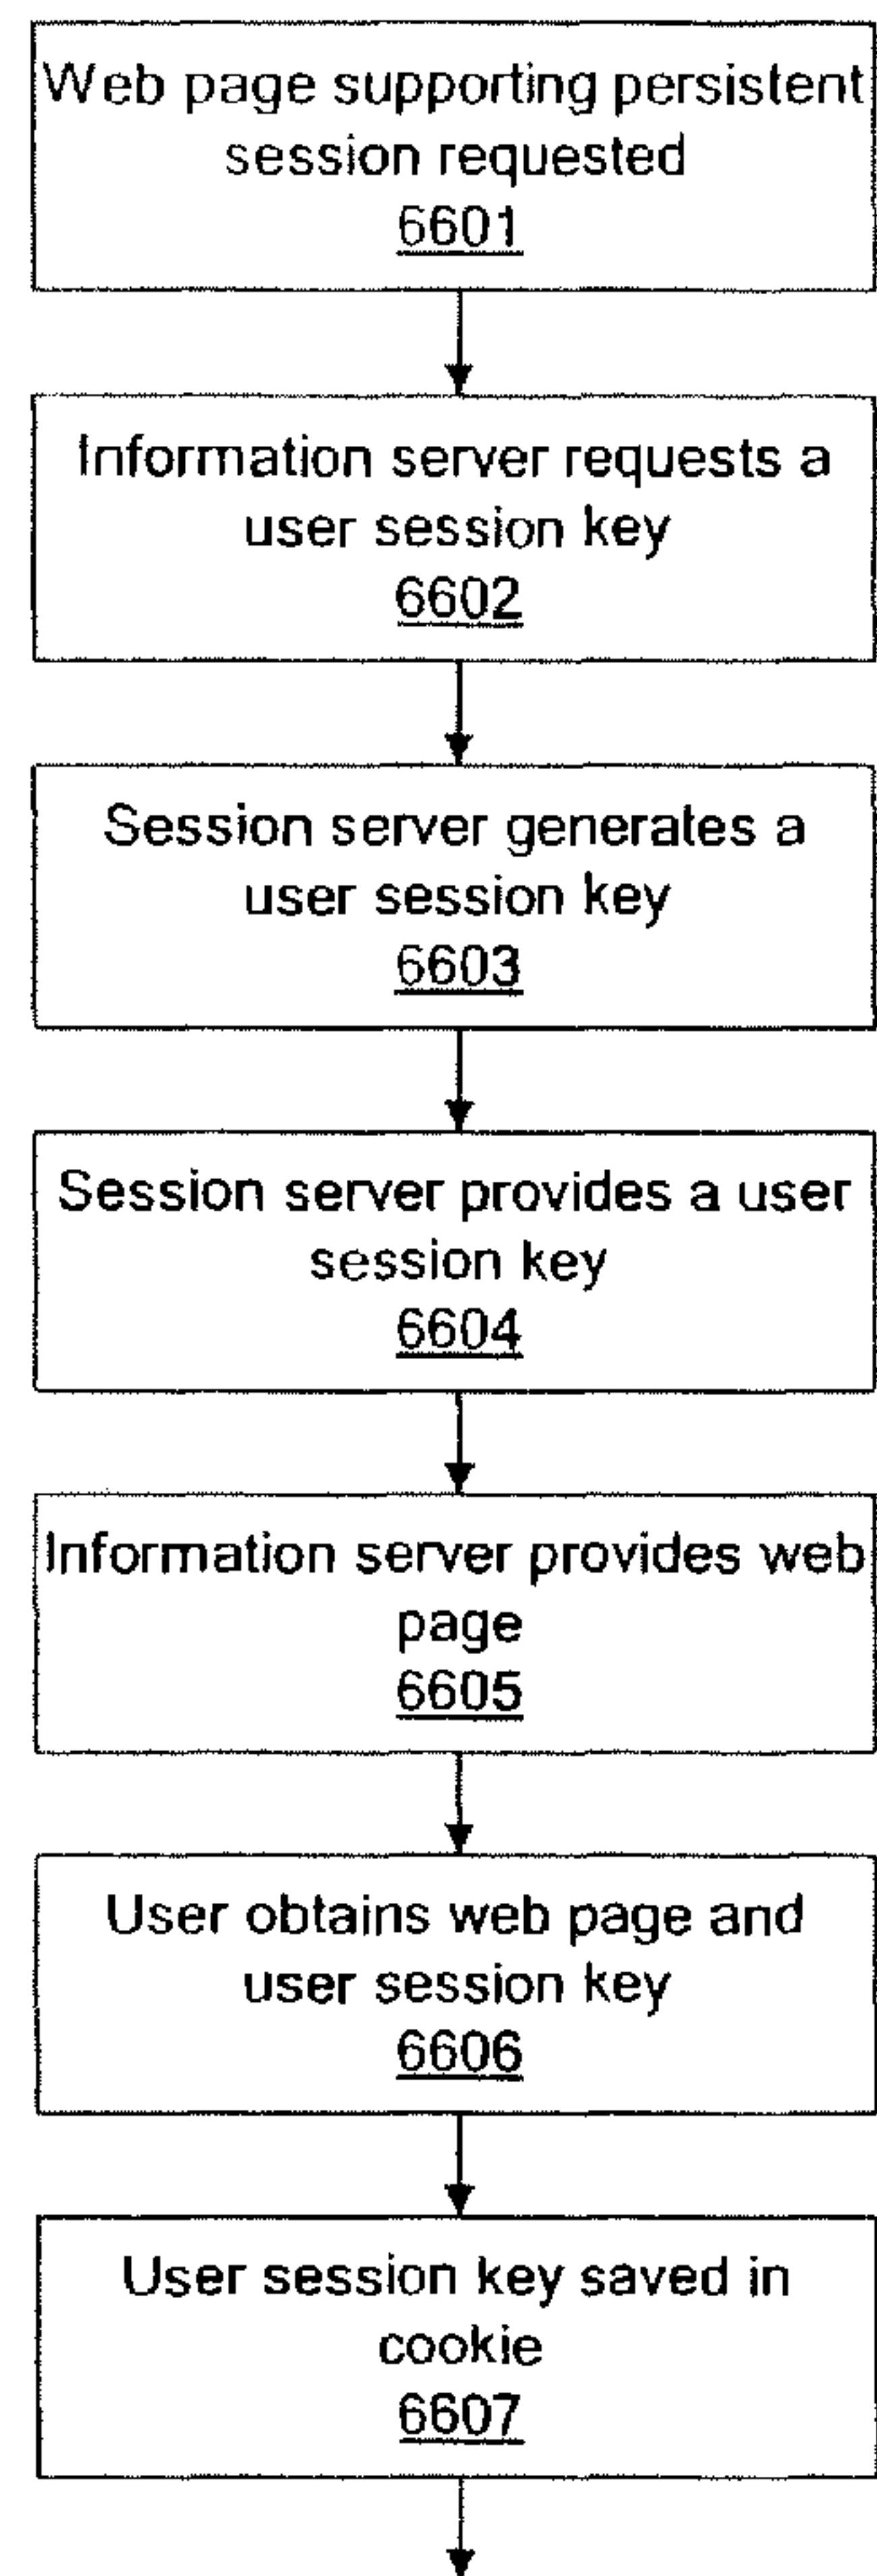 Web page supporting persistent
session requested
6601
Information server requests a
user session key
6602
Session server generates a
user session key
6603
Session server provides a user
session key
6604
Information server provides web
page
6605
User obtains web page and
user session key
6606
User session key saved in
cookie
6607